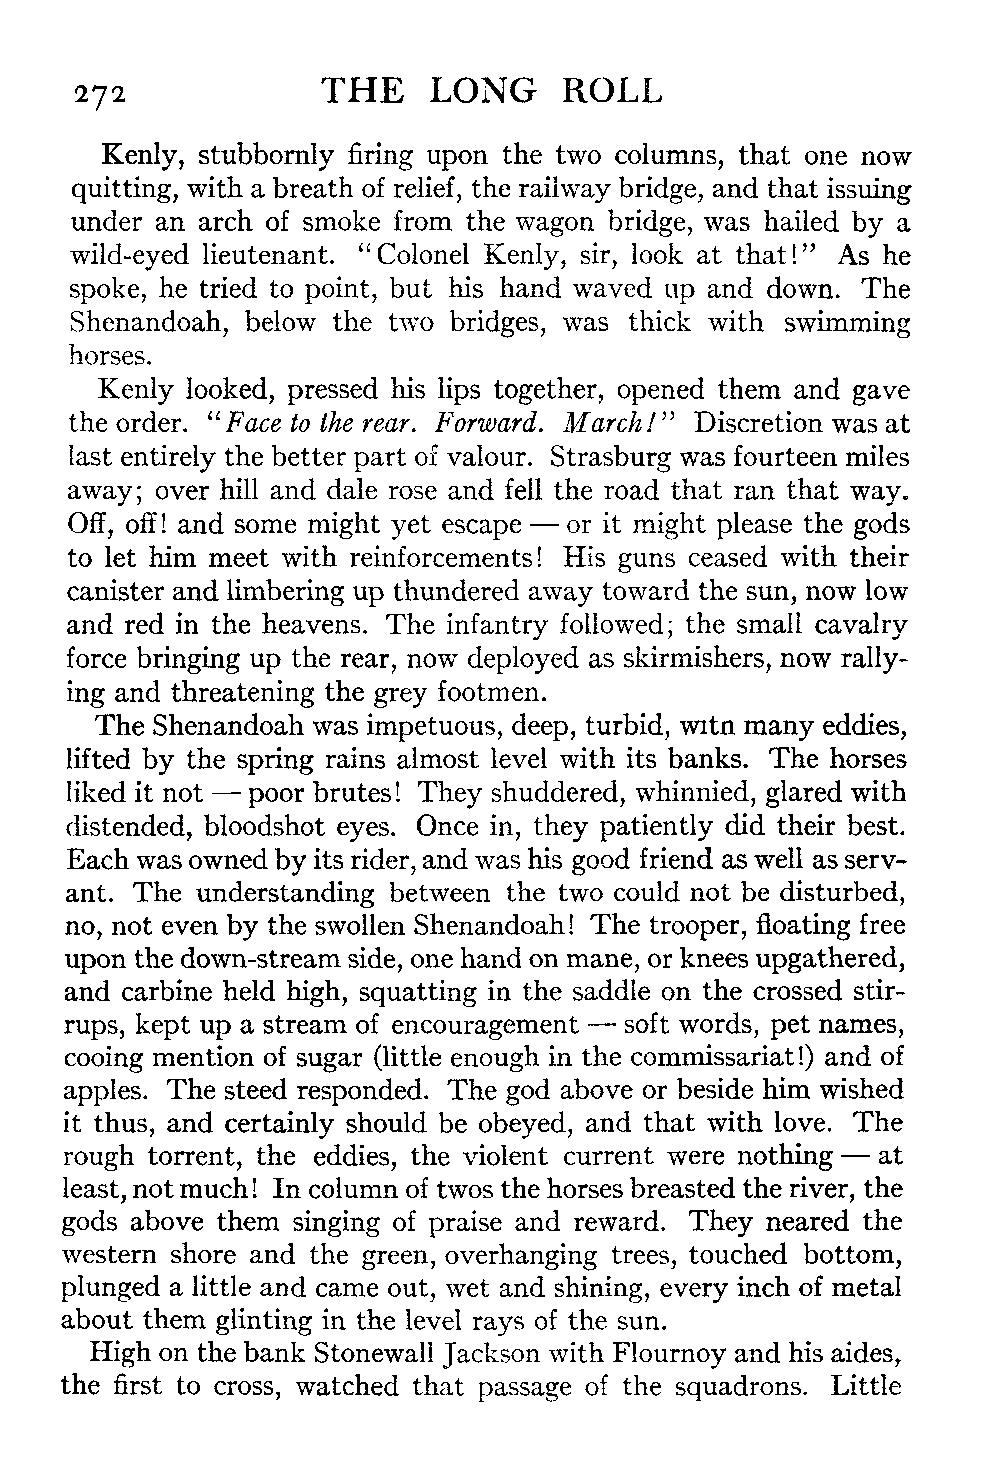 272 THE LONG ROLL
Kenly, stubbornly firing upon the two columns, that one now
quitting, with a breath of relief, the railway bridge, and that issuing
under an arch of smoke from the wagon bridge, was hailed by a
wild-eyed lieutenant. "Colonel Kenly, sir, look at that!" As he
spoke, he tried to point, but his hand waved up and down. The
Shenandoah, below the two bridges, was thick with swimming
horses.
Kenly looked, pressed his lips together, opened them and gave
the order. "Face to the rear. Forward. March!" Discretion was at
last entirely the better part of valour. Strasburg was fourteen miles
away; over hill and dale rose and fell the road that ran that way.
Off, off! and some might yet escape — or it might please the gods
to let him meet with reinforcements! His guns ceased with their
canister and limbering up thundered away toward the sun, now low
and red in the heavens. The infantry followed; the small cavalry
force bringing up the rear, now deployed as skirmishers, now rally-
ing and threatening the grey footmen.
The Shenandoah was impetuous, deep, turbid, with many eddies,
lifted by the spring rains almost level with its banks. The horses
liked it not — poor brutes! They shuddered, whinnied, glared with
distended, bloodshot eyes. Once in, they patiently did their best.
Each was owned by its rider, and was his good friend as well as serv-
ant. The understanding between the two could not be disturbed,
no, not even by the swollen Shenandoah! The trooper, floating free
upon the down-stream side, one hand on mane, or knees upgathered,
and carbine held high, squatting in the saddle on the crossed stir-
rups, kept up a stream of encouragement — soft words, pet names,
cooing mention of sugar (little enough in the commissariat!) and of
apples. The steed responded. The god above or beside him wished
it thus, and certainly should be obeyed, and that with love. The
rough torrent, the eddies, the violent current were nothing — at
least, not much! In column of twos the horses breasted the river, the
gods above them singing of praise and reward. They neared the
western shore and the green, overhanging trees, touched bottom,
plunged a little and came out, wet and shining, every inch of metal
about them glinting in the level rays of the sun.
High on the bank Stonewall Jackson with Flournoy and his aides,
the first to cross, watched that passage of the squadrons. Little